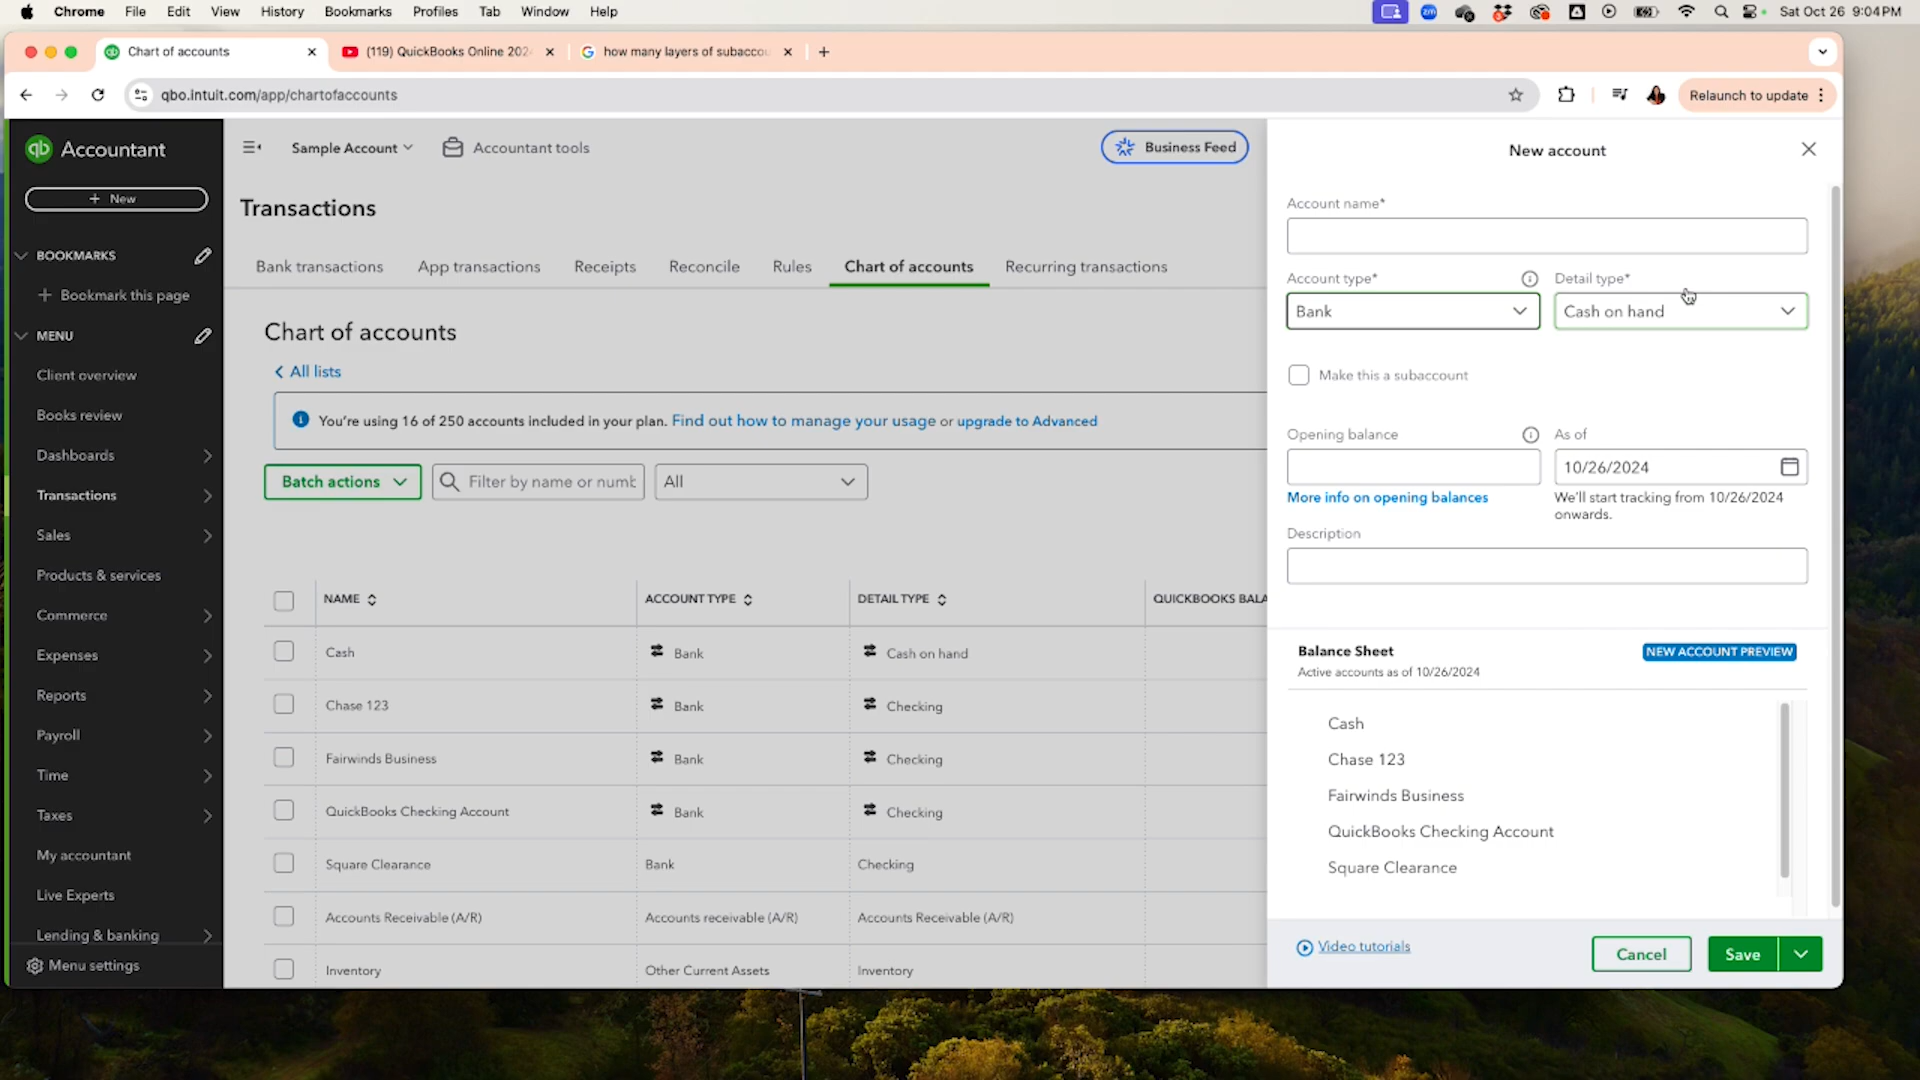 Chrome File Edit View History Bookmarks Profiles Tab Window Help
zm
Sat Oct 26 9:04 PM
Chart of accounts
(119) QuickBooks Online 202
how many layers of subaccou
qbo.intuit.com/app/chartofaccounts
Relaunch to update
qb Accountant
+ New
BOOKMARKS
+ Bookmark this page
MENU
Client overview
Books review
Dashboards
Transactions
Sales
Products & services
Commerce
Expenses
Reports
Payroll
Time
Taxes
My accountant
Live Experts
Lending & banking
Menu settings
Sample Account
Accountant tools
Business Feed
Transactions
Bank transactions App transactions Receipts Reconcile Rules Chart of accounts Recurring transactions
Chart of accounts
All lists
You're using 16 of 250 accounts included in your plan. Find out how to manage your usage or upgrade to Advanced
Batch actions
Filter by name or numb
All
NAME ACCOUNT TYPE DETAIL TYPE QUICKBOOKS BALA
Cash Bank Cash on hand
Chase 123 Bank Checking
Fairwinds Business Bank Checking
QuickBooks Checking Account Bank Checking
Square Clearance Bank Checking
Accounts Receivable (A/R) Accounts receivable (A/R) Accounts Receivable (A/R)
Inventory Other Current Assets Inventory
New account
Account name*
Account type* Detail type*
Bank Cash on hand
Make this a subaccount
Opening balance As of
10/26/2024
More info on opening balances
We'll start tracking from 10/26/2024
onwards.
Description
Balance Sheet
NEW ACCOUNT PREVIEW
Active accounts as of 10/26/2024
Cash
Chase 123
Fairwinds Business
QuickBooks Checking Account
Square Clearance
Video tutorials
Cancel
Save